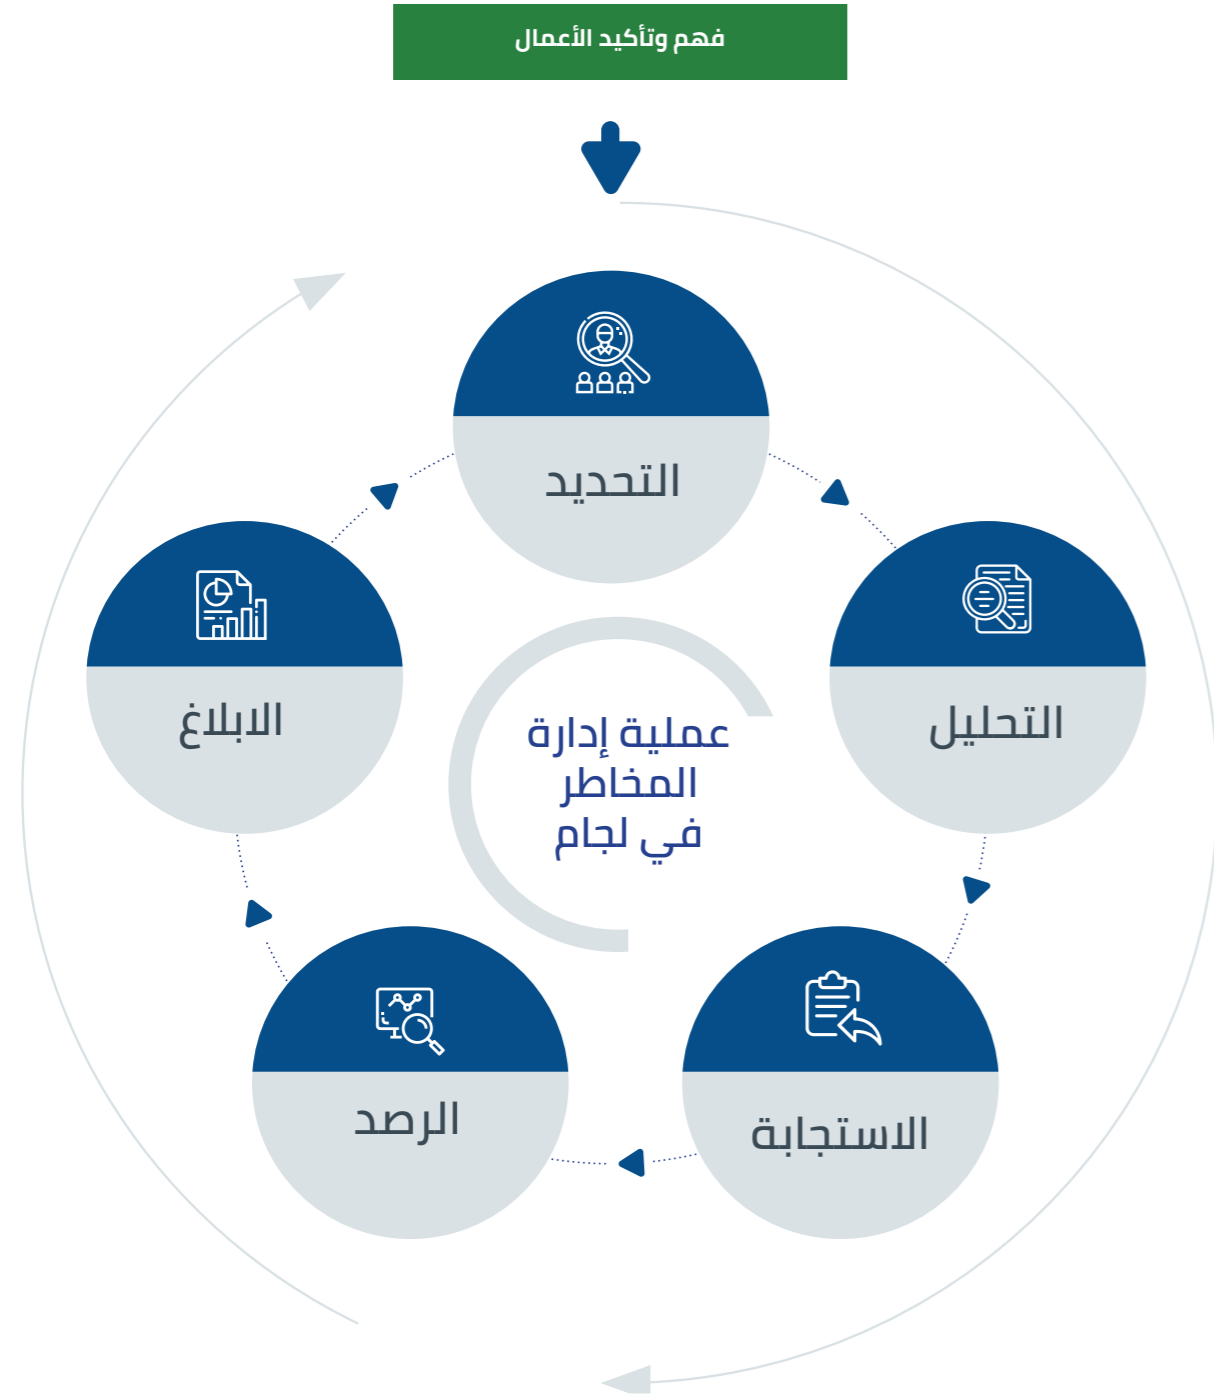 فهم وتأكيد الأعمال
التحديد
التحليل
الاستجابة
الرصد
الابلاغ
عملية إدارة
المخاطر
في لجام